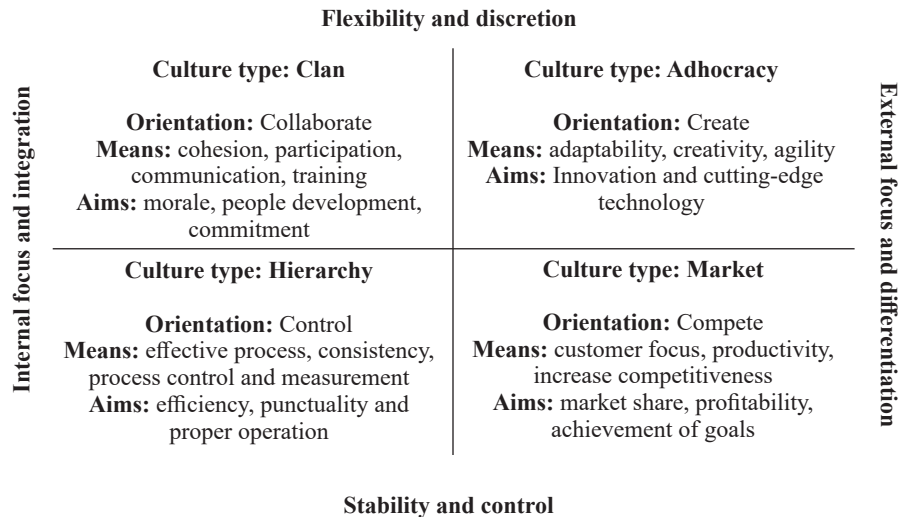 Flexibility and discretion
Internal focus and integration
Culture type: Clan
Orientation: Collaborate
Means: cohesion, participation,
communication, training
Aims: morale, people development,
commitment
Culture type: Adhocracy
Orientation: Create
Means: adaptability, creativity, agility
Aims: Innovation and cutting-edge
technology
External focus and differentiation
Culture type: Hierarchy
Orientation: Control
Means: effective process, consistency,
process control and measurement
Aims: efficiency, punctuality and
proper operation
Culture type: Market
Orientation: Compete
Means: customer focus, productivity,
increase competitiveness
Aims: market share, profitability,
achievement of goals
Stability and control